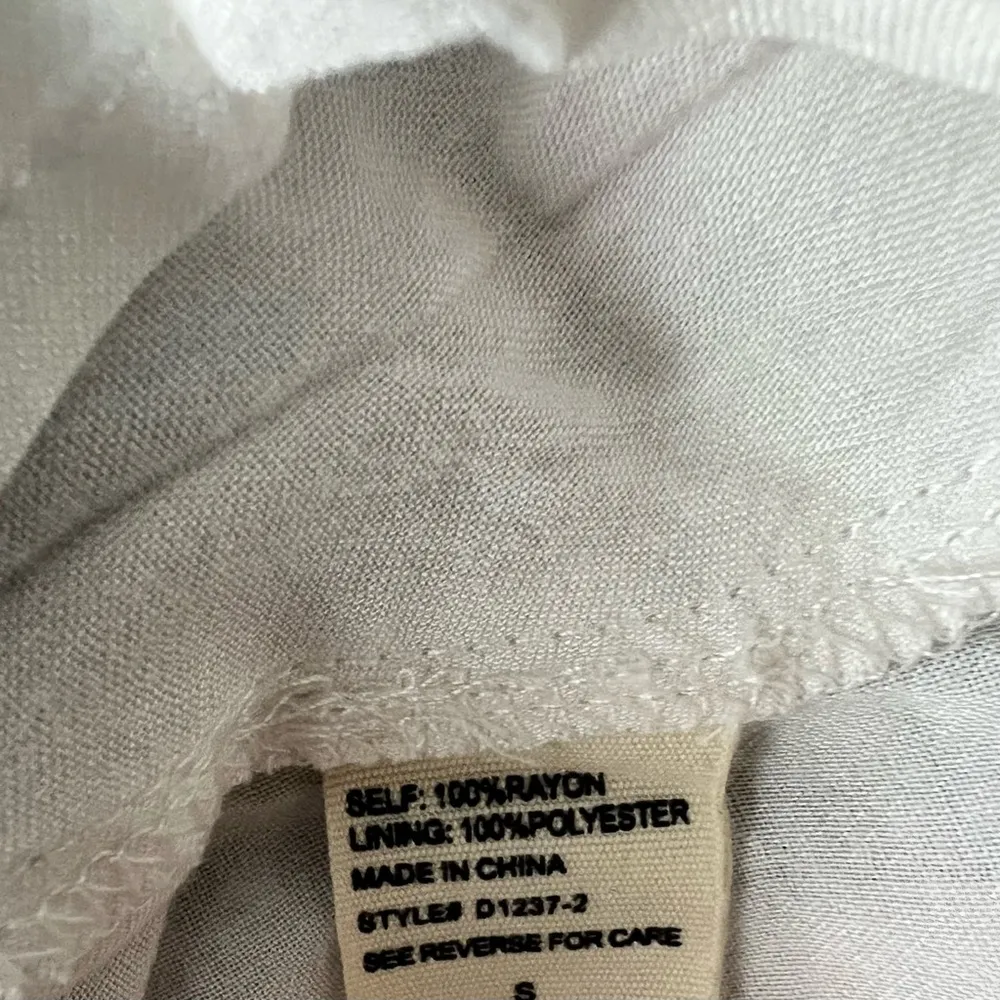 SELF: 100%RAYON
LINING: 100%POLYESTER
MADE IN CHINA
STYLE# D1237-2
SEE REVERSE FOR CARE
S